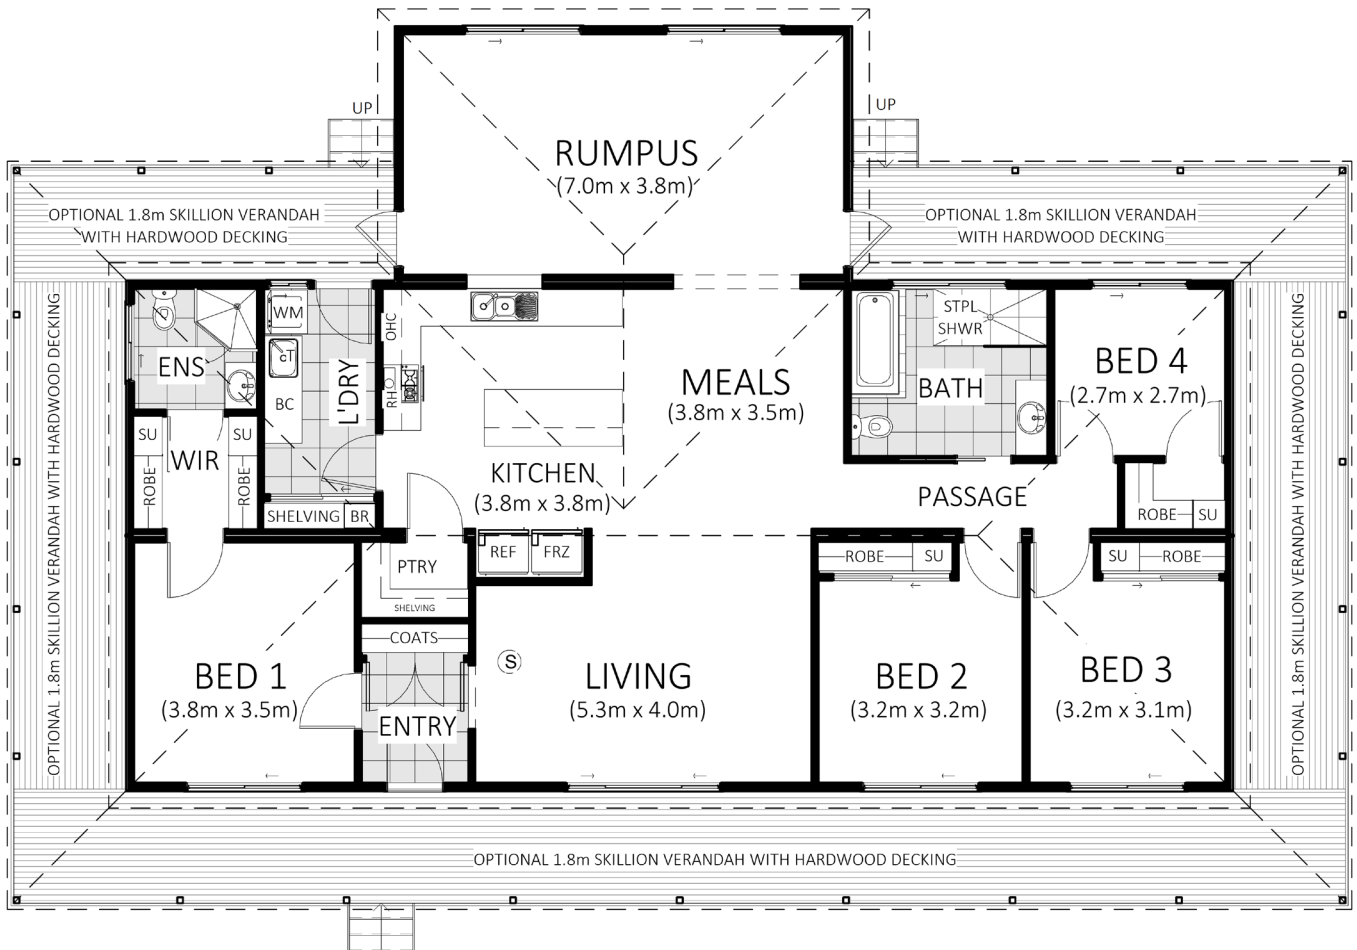 UP
UP
RUMPUS
(7.0m x 3.8m)
OPTIONAL 1.8m SKILLION VERANDAH
WITH HARDWOOD DECKING
OPTIONAL 1.8m SKILLION VERANDAH
WITH HARDWOOD DECKING
OPTIONAL 1.8m SKILLION VERANDAH WITH HARDWOOD DECKING
OPTIONAL 1.8m SKILLION VERANDAH WITH HARDWOOD DECKING
ENS
WM
cT
BC
L'DRY
OHC
RHO
MEALS
(3.8m x 3.5m)
STPL
SHWR
BATH
BED 4
(2.7m x 2.7m)
SU
SU
WIR
ROBE
ROBE
KITCHEN
(3.8m x 3.8m)
PASSAGE
SHELVING
BR
ROBE
SU
PTRY
SHELVING
REF
FRZ
ROBE
SU
SU
ROBE
COATS
S
BED 1
(3.8m x 3.5m)
ENTRY
LIVING
(5.3m x 4.0m)
BED 2
(3.2m x 3.2m)
BED 3
(3.2m x 3.1m)
OPTIONAL 1.8m SKILLION VERANDAH WITH HARDWOOD DECKING